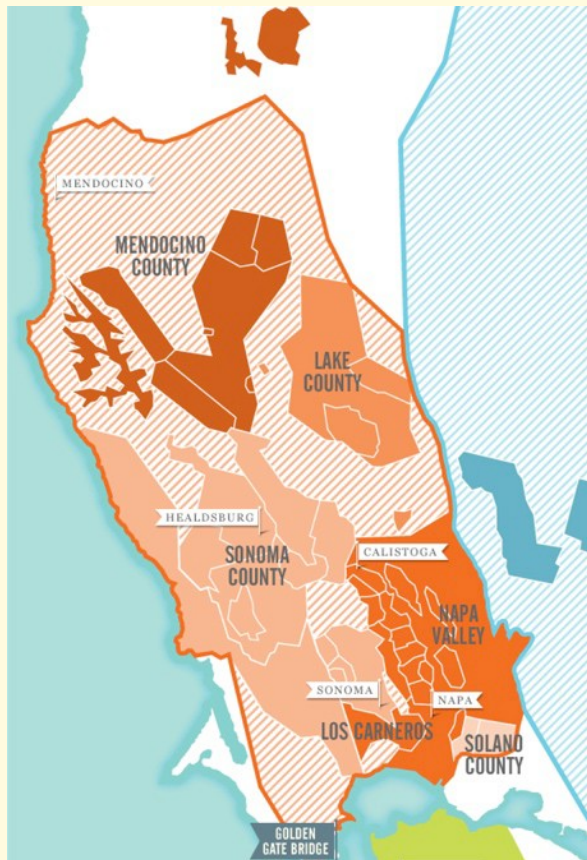 MENDOCINO
MENDOCINO
COUNTY
LAKE
COUNTY
HEALDSBURG
SONOMA
COUNTY
CALISTOGA
NAPA
VALLEY
SONOMA
NAPA
LOS CARNEROS
SOLANO
COUNTY
GOLDEN
GATE BRIDGE